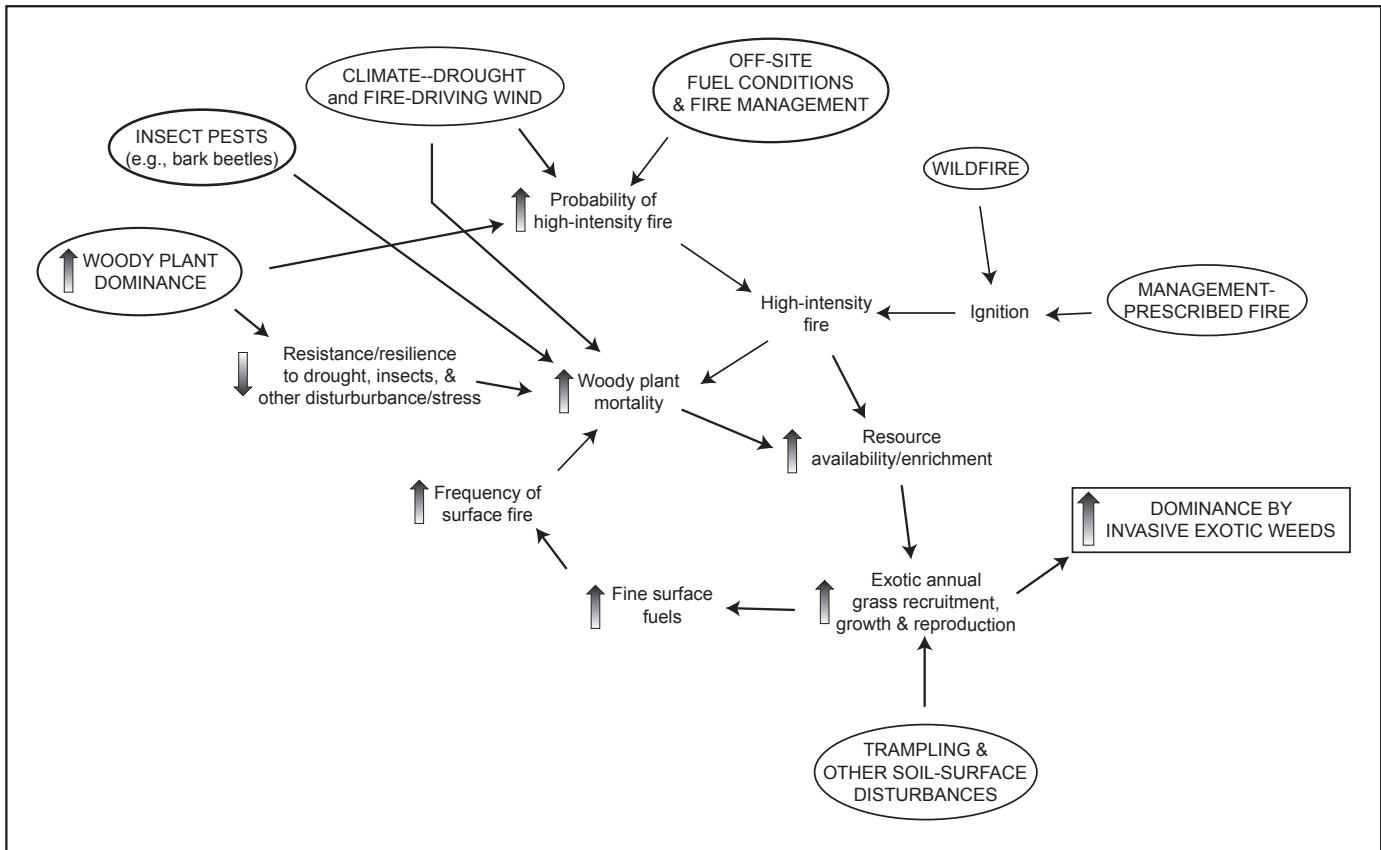 CLIMATE--DROUGHT
and FIRE-DRIVING WIND
OFF-SITE
FUEL CONDITIONS
& FIRE MANAGEMENT
INSECT PESTS
(e.g., bark beetles)
WILDFIRE
Probability of
high-intensity fire
WOODY PLANT
DOMINANCE
High-intensity
fire
Ignition
MANAGEMENT-
PRESCRIBED FIRE
Resistance/resilience
to drought, insects, &
other disturburbance/stress
Woody plant
mortality
Resource
availability/enrichment
Frequency of
surface fire
DOMINANCE BY
INVASIVE EXOTIC WEEDS
Fine surface
fuels
Exotic annual
grass recruitment,
growth & reproduction
TRAMPLING &
OTHER SOIL-SURFACE
DISTURBANCES